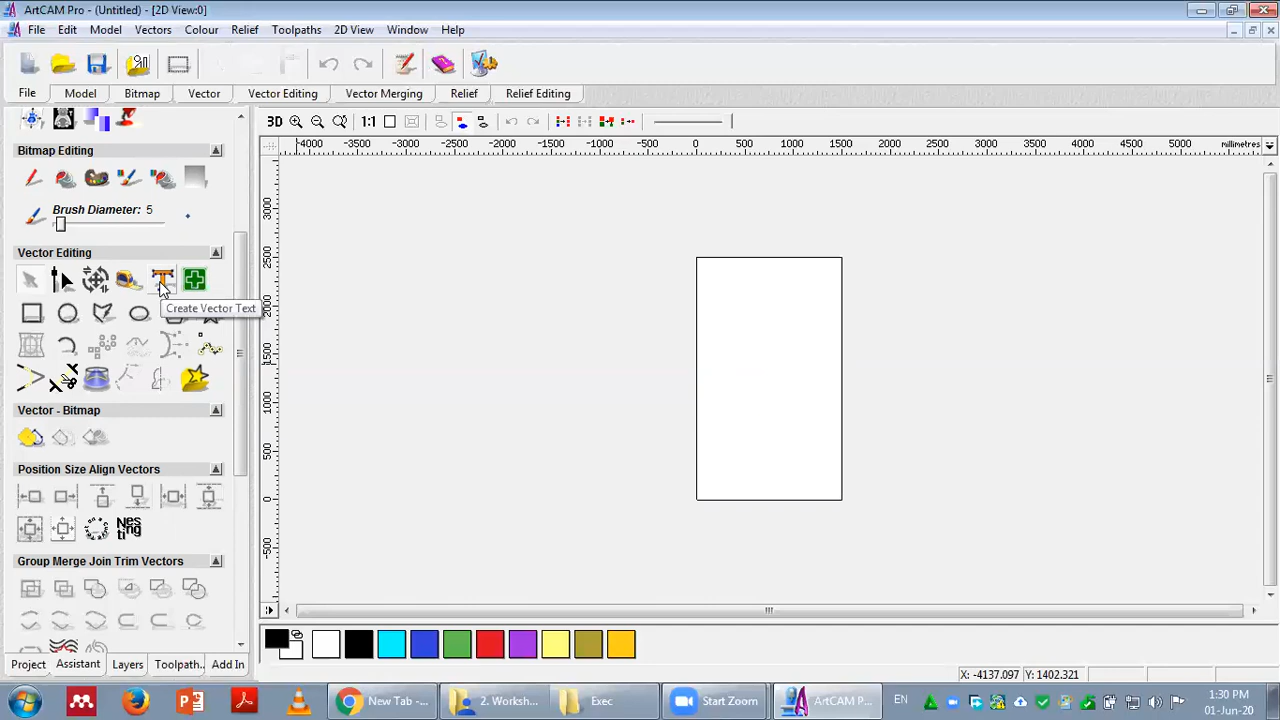 ArtCAM Pro - (Untitled) - [2D View:0]
File Edit Model Vectors Colour Relief Toolpaths 2D View Window Help
File Model Bitmap Vector Vector Editing Vector Merging Relief Relief Editing
3D 1:1
-4000 -3500 -3000 -2500 -2000 -1500 -1000 -500 0 500 1000 1500 2000 2500 3000 3500 4000 4500 5000 millimetres
3000
2500
2000
1500
1000
500
0
-500
Bitmap Editing
Brush Diameter: 5
Vector Editing
Create Vector Text
Vector - Bitmap
Position Size Align Vectors
Nes
ting
Group Merge Join Trim Vectors
Project Assistant Layers Toolpath... Add In
X: -4137.097 Y: 1402.321
New Tab -... 2. Worksh... Exec Start Zoom ArtCAM P... EN 1:30 PM
01-Jun-20